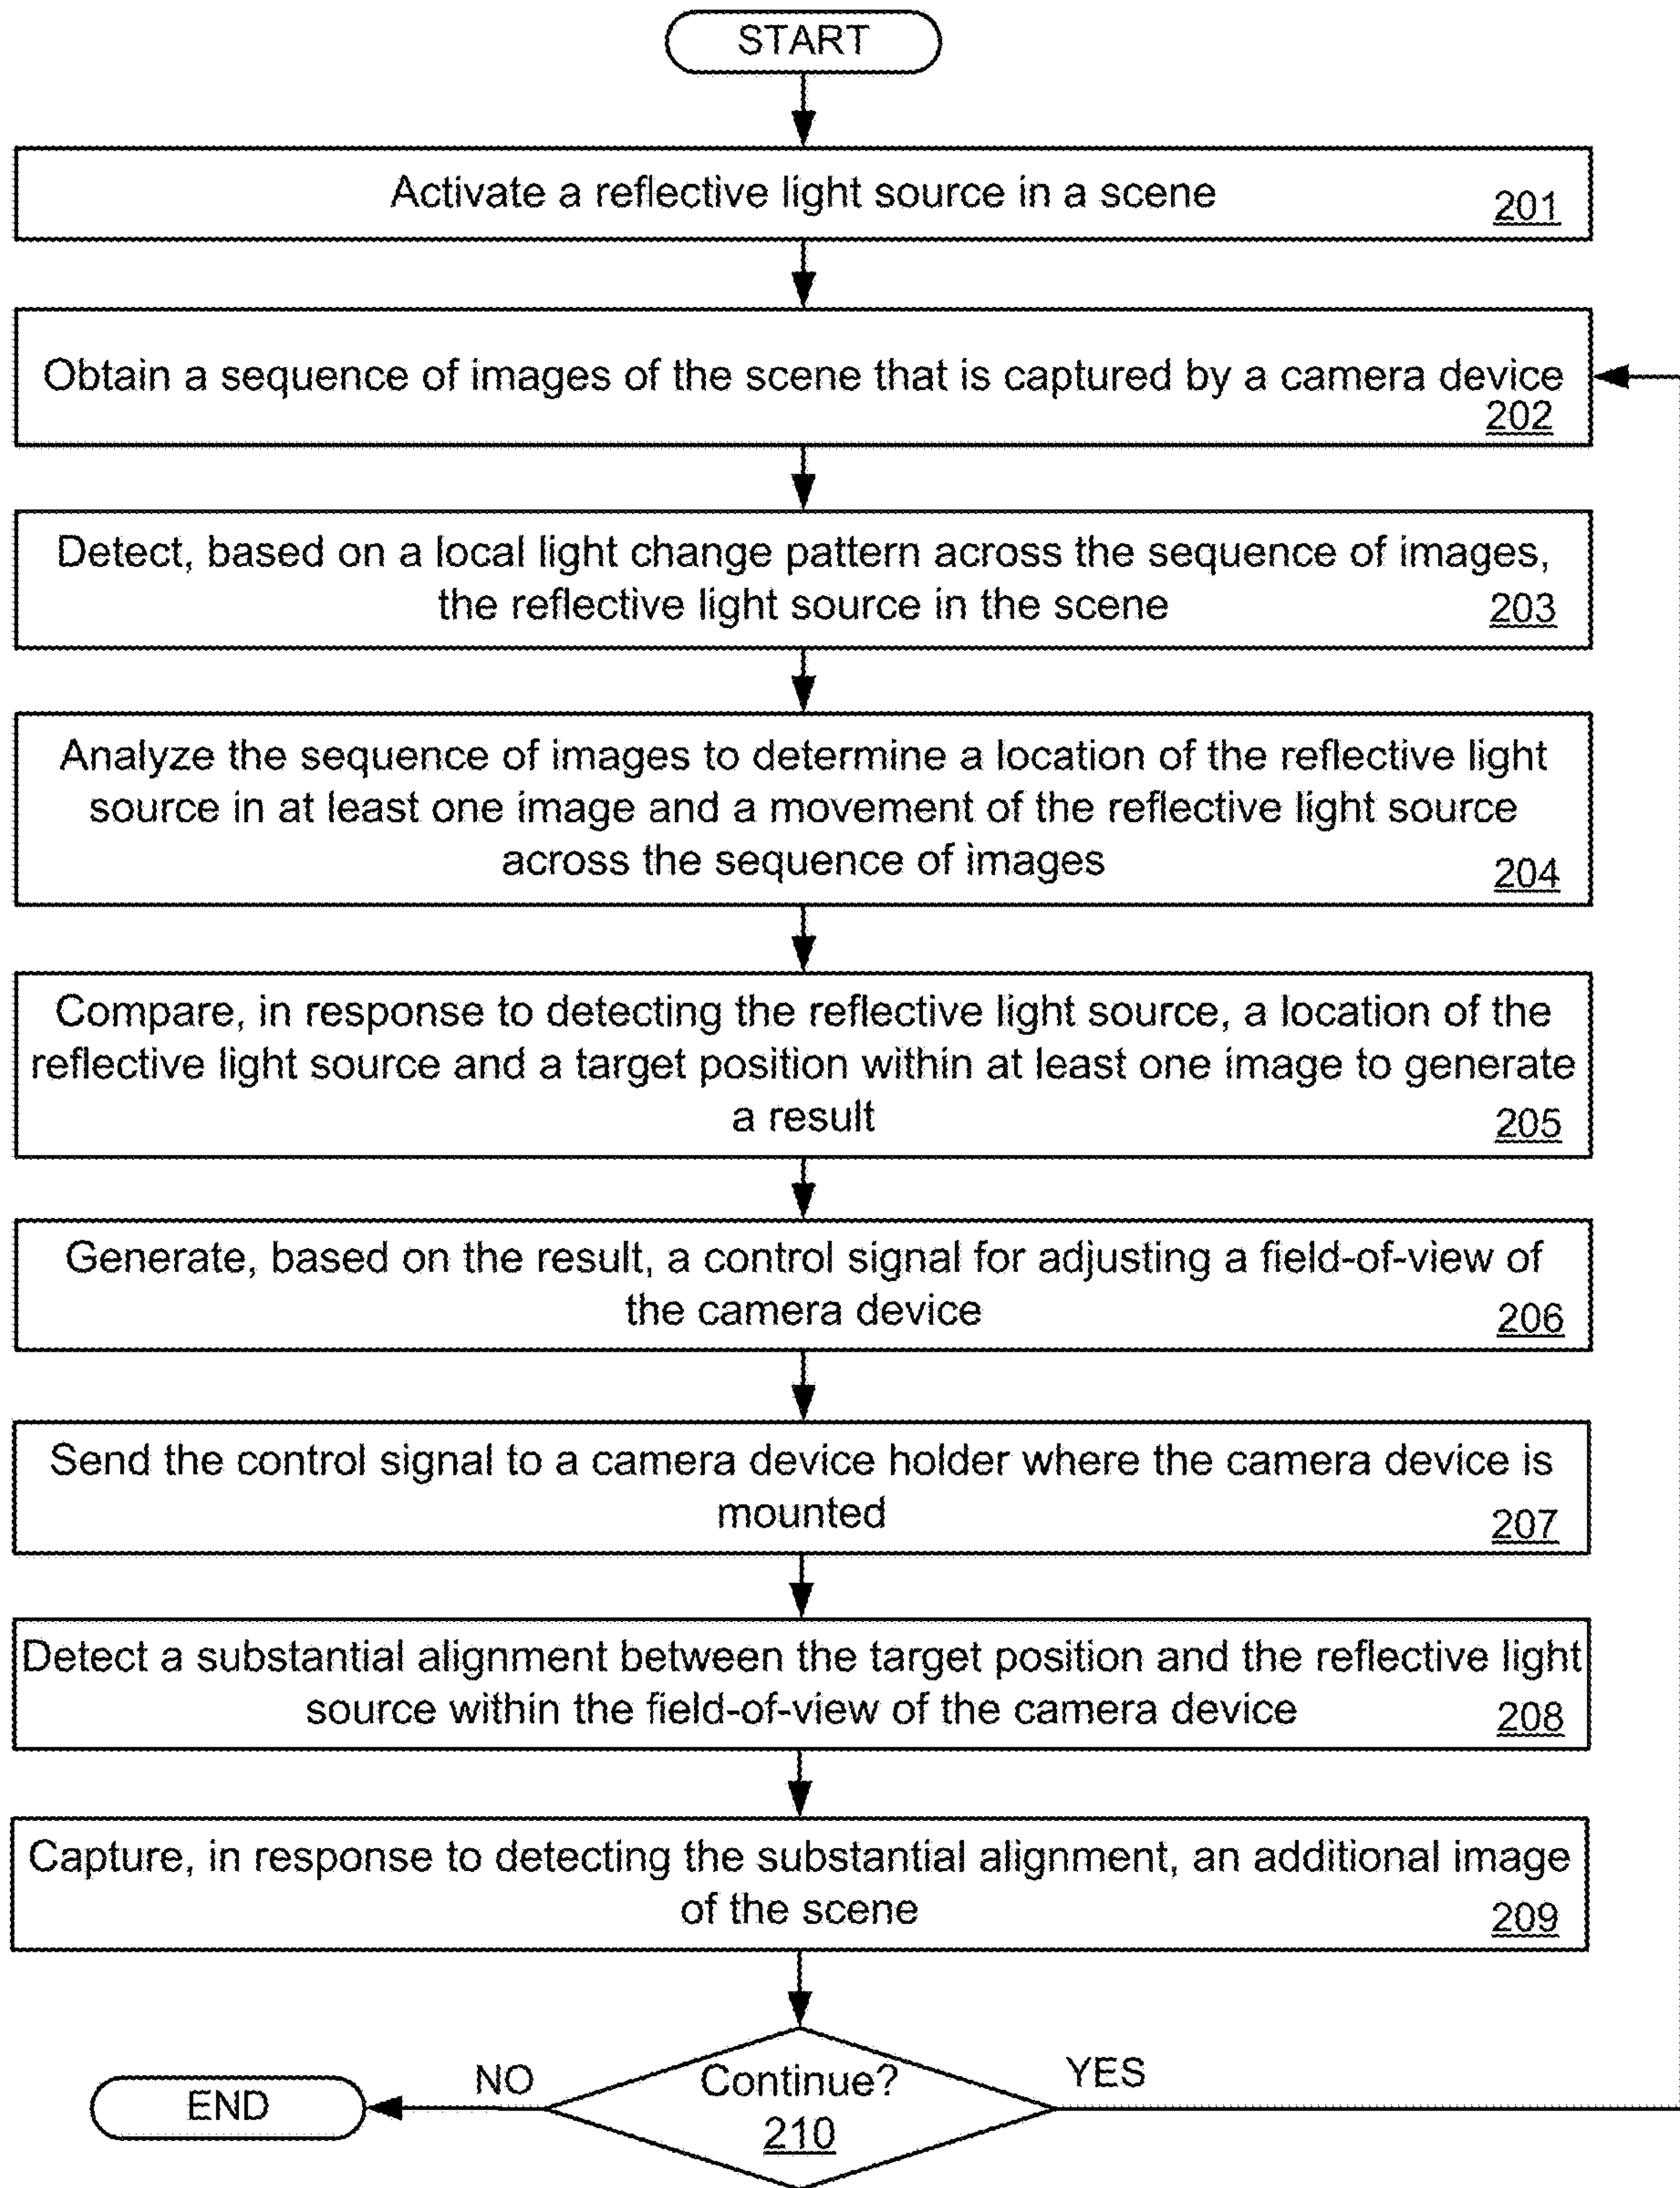 START
Activate a reflective light source in a scene
201
Obtain a sequence of images of the scene that is captured by a camera device
202
Detect, based on a local light change pattern across the sequence of images,
the reflective light source in the scene
203
Analyze the sequence of images to determine a location of the reflective light
source in at least one image and a movement of the reflective light source
across the sequence of images
204
Compare, in response to detecting the reflective light source, a location of the
reflective light source and a target position within at least one image to generate
a result
205
Generate, based on the result, a control signal for adjusting a field-of-view of
the camera device
206
Send the control signal to a camera device holder where the camera device is
mounted
207
Detect a substantial alignment between the target position and the reflective light
source within the field-of-view of the camera device
208
Capture, in response to detecting the substantial alignment, an additional image
of the scene
209
Continue?
210
YES
NO
END